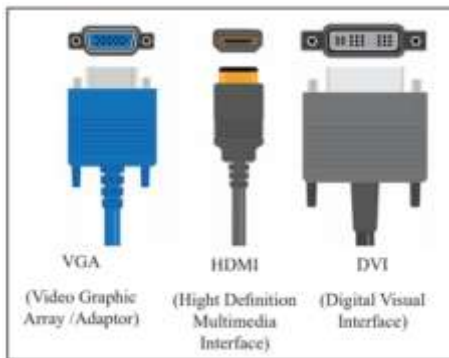 VGA
HDMI
DVI
(Video Graphic
Array /Adaptor)
(Hight Definition
Multimedia
Interface)
(Digital Visual
Interface)